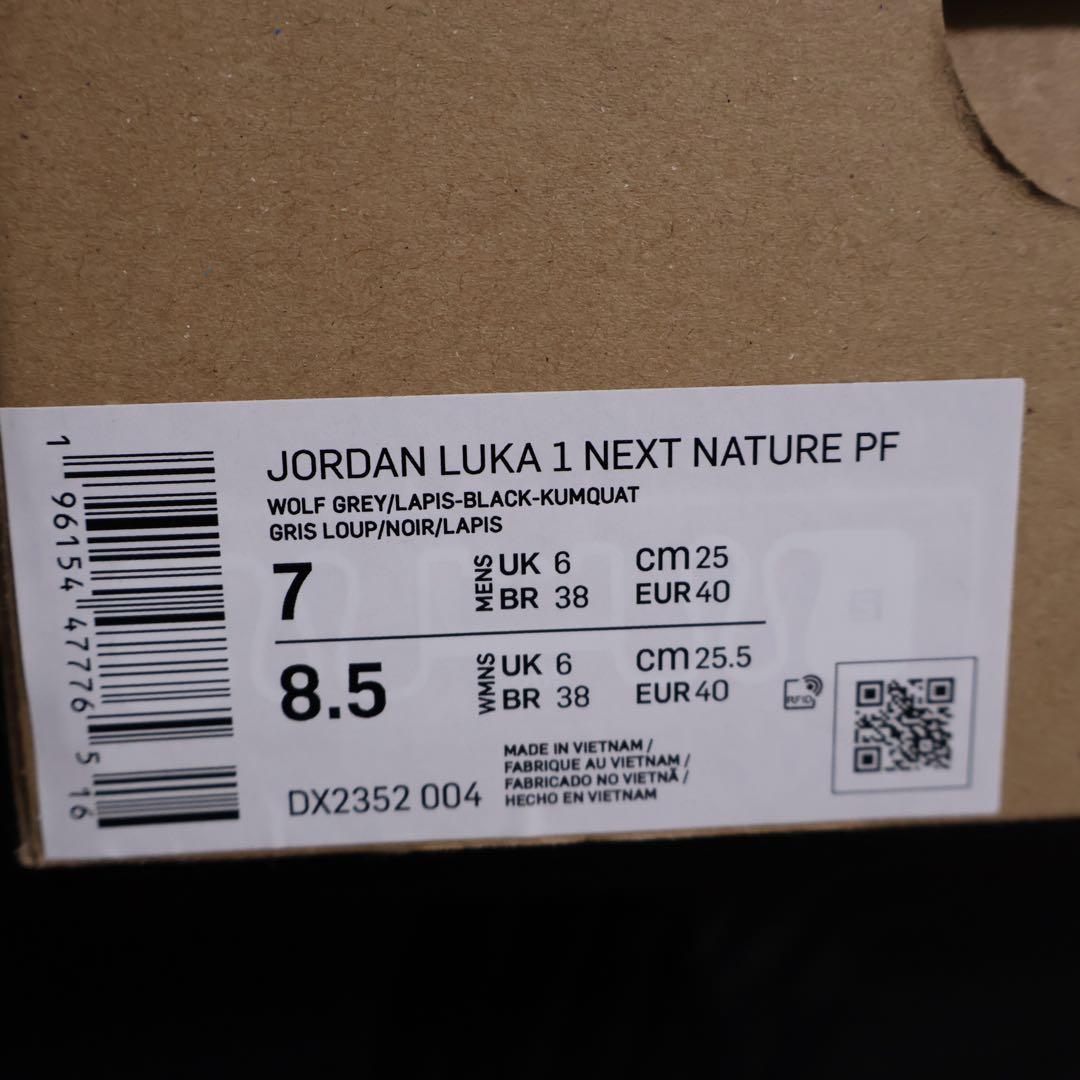 JORDAN LUKA 1 NEXT NATURE PF
WOLF GREY/LAPIS-BLACK-KUMQUAT
GRIS LOUP/NOIR/LAPIS
7 MENS UK 6 cm 25
BR 38 EUR 40
8.5 WMNS UK 6 cm 25.5
BR 38 EUR 40
RFID
MADE IN VIETNAM /
FABRIQUE AU VIETNAM /
FABRICADO NO VIETNÃ /
HECHO EN VIETNAM
DX2352 004
1 96154 47776 5 16